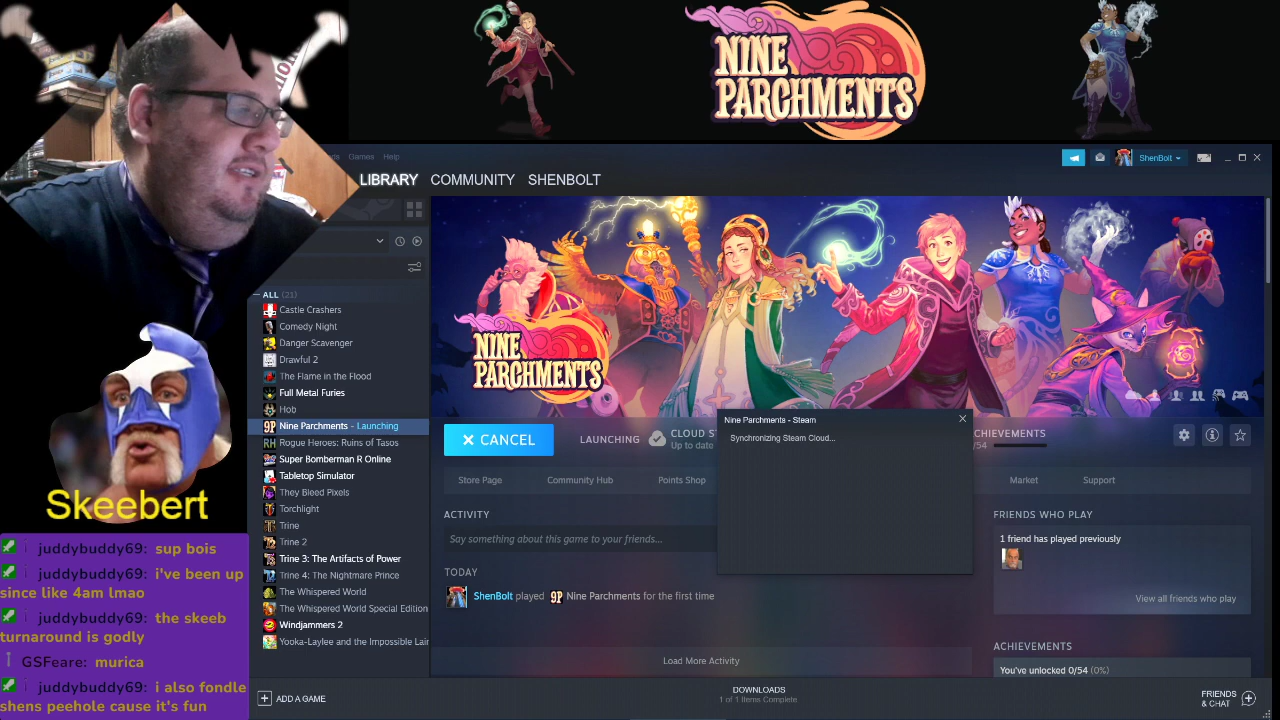 NINE
PARCHMENTS
Games Help
ShenBolt
LIBRARY COMMUNITY SHENBOLT
NINE
PARCHMENTS
ALL (21)
Castle Crashers
Comedy Night
Danger Scavenger
Drawful 2
The Flame in the Flood
Full Metal Furies
Hob
9P Nine Parchments - Launching
RH Rogue Heroes: Ruins of Tasos
Super Bomberman R Online
Tabletop Simulator
They Bleed Pixels
Torchlight
Trine
Trine 2
Trine 3: The Artifacts of Power
Trine 4: The Nightmare Prince
The Whispered World
The Whispered World Special Edition
Windjammers 2
Yooka-Laylee and the Impossible Lair
ADD A GAME
CANCEL
LAUNCHING
CLOUD ST
Up to date
Nine Parchments - Steam
Synchronizing Steam Cloud...
CHIEVEMENTS
/54
Store Page Community Hub Points Shop Market Support
ACTIVITY
Say something about this game to your friends...
TODAY
ShenBolt played 9P Nine Parchments for the first time
Load More Activity
FRIENDS WHO PLAY
1 friend has played previously
View all friends who play
ACHIEVEMENTS
You've unlocked 0/54 (0%)
DOWNLOADS
1 of 1 Items Complete
FRIENDS
& CHAT
Skeebert
juddybuddy69: sup bois
juddybuddy69: i've been up
since like 4am lmao
juddybuddy69: the skeeb
turnaround is godly
GSFeare: murica
juddybuddy69: i also fondle
shens peehole cause it's fun